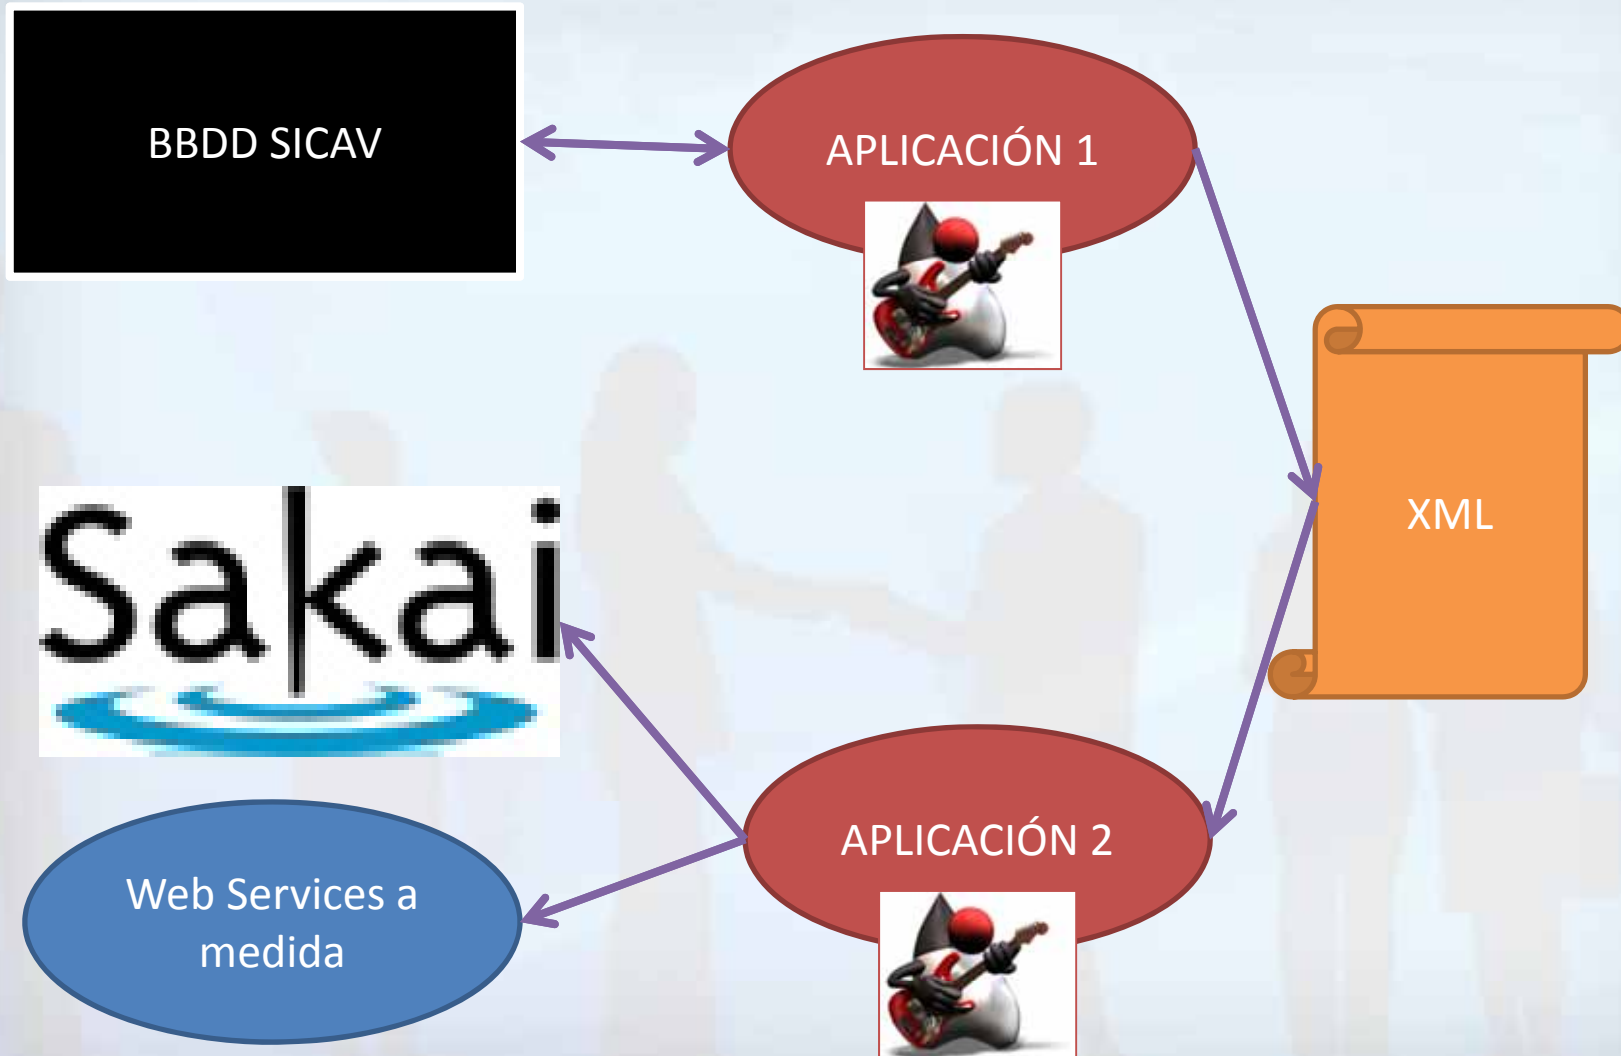 BBDD SICAV
APLICACIÓN 1
XML
Sakai
APLICACIÓN 2
Web Services a
medida